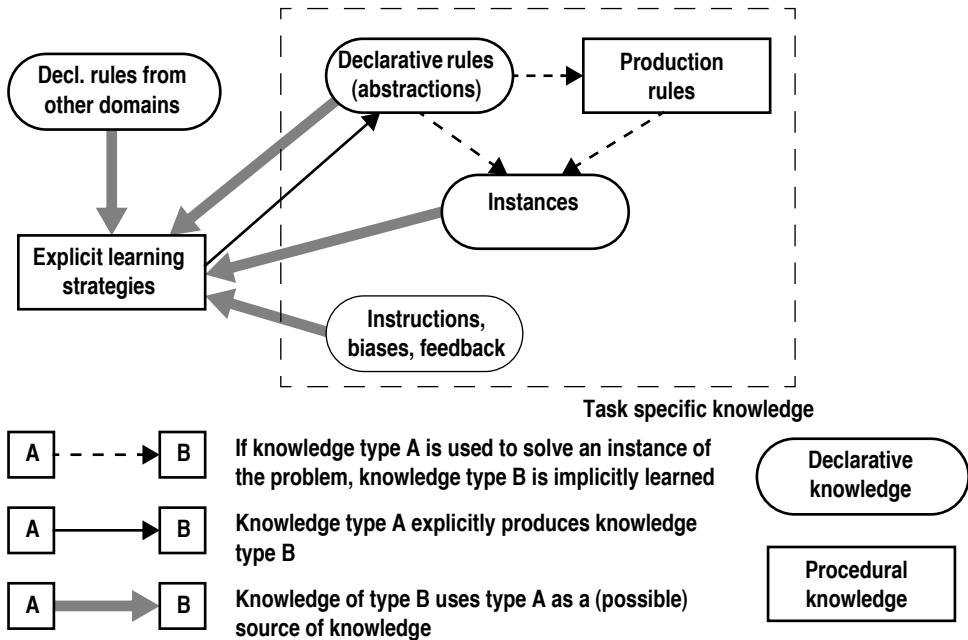 Decl. rules from
other domains
Declarative rules
(abstractions)
Production
rules
Instances
Explicit learning
strategies
Instructions,
biases, feedback
Task specific knowledge
A
B
If knowledge type A is used to solve an instance of
the problem, knowledge type B is implicitly learned
A
B
Knowledge type A explicitly produces knowledge
type B
A
B
Knowledge of type B uses type A as a (possible)
source of knowledge
Declarative
knowledge
Procedural
knowledge